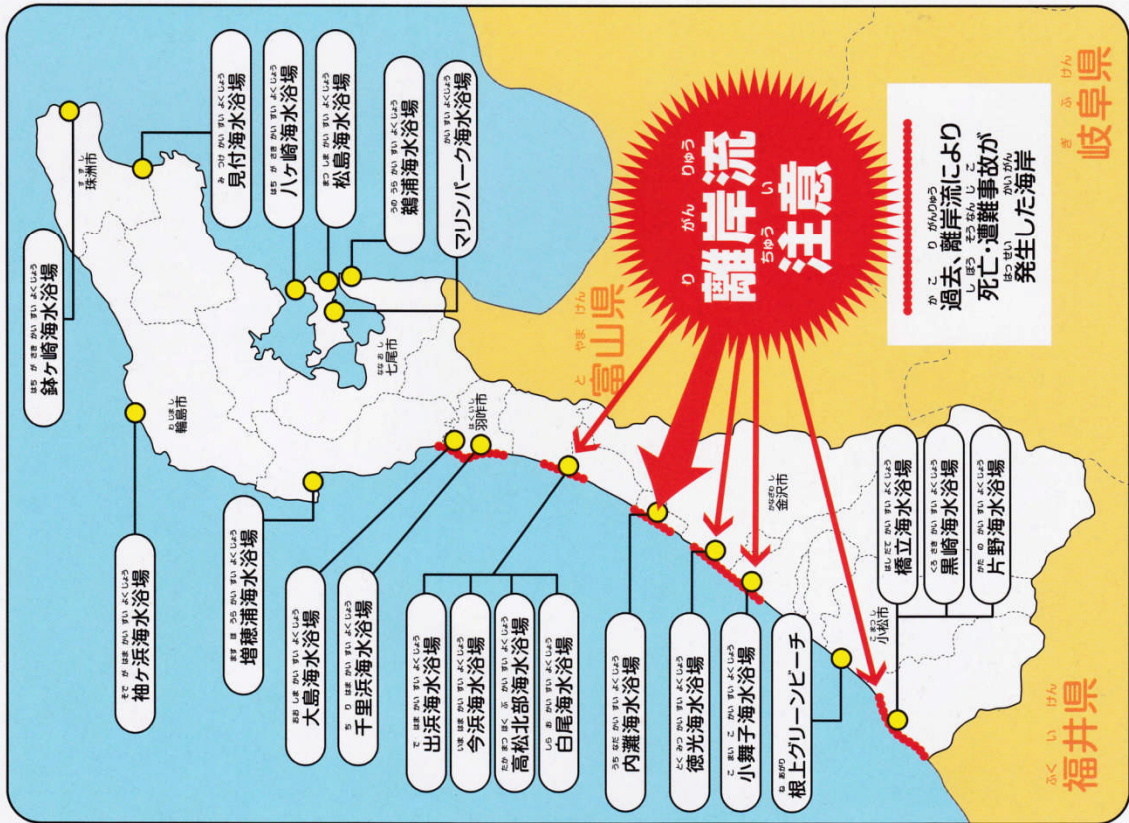 離岸流
注意
過去、離岸流により
死亡・遭難事故が
発生した海岸
岐阜県
富山県
福井県
珠洲市
輪島市
七尾市
羽咋市
金沢市
小松市
鉢ヶ崎海水浴場
見付海水浴場
八ヶ崎海水浴場
松島海水浴場
鵜浦海水浴場
マリンパーク海水浴場
袖ヶ浜海水浴場
増穂浦海水浴場
大島海水浴場
千里浜海水浴場
出浜海水浴場
今浜海水浴場
高松北部海水浴場
白尾海水浴場
内灘海水浴場
徳光海水浴場
小舞子海水浴場
根上グリーンビーチ
橋立海水浴場
黒崎海水浴場
片野海水浴場